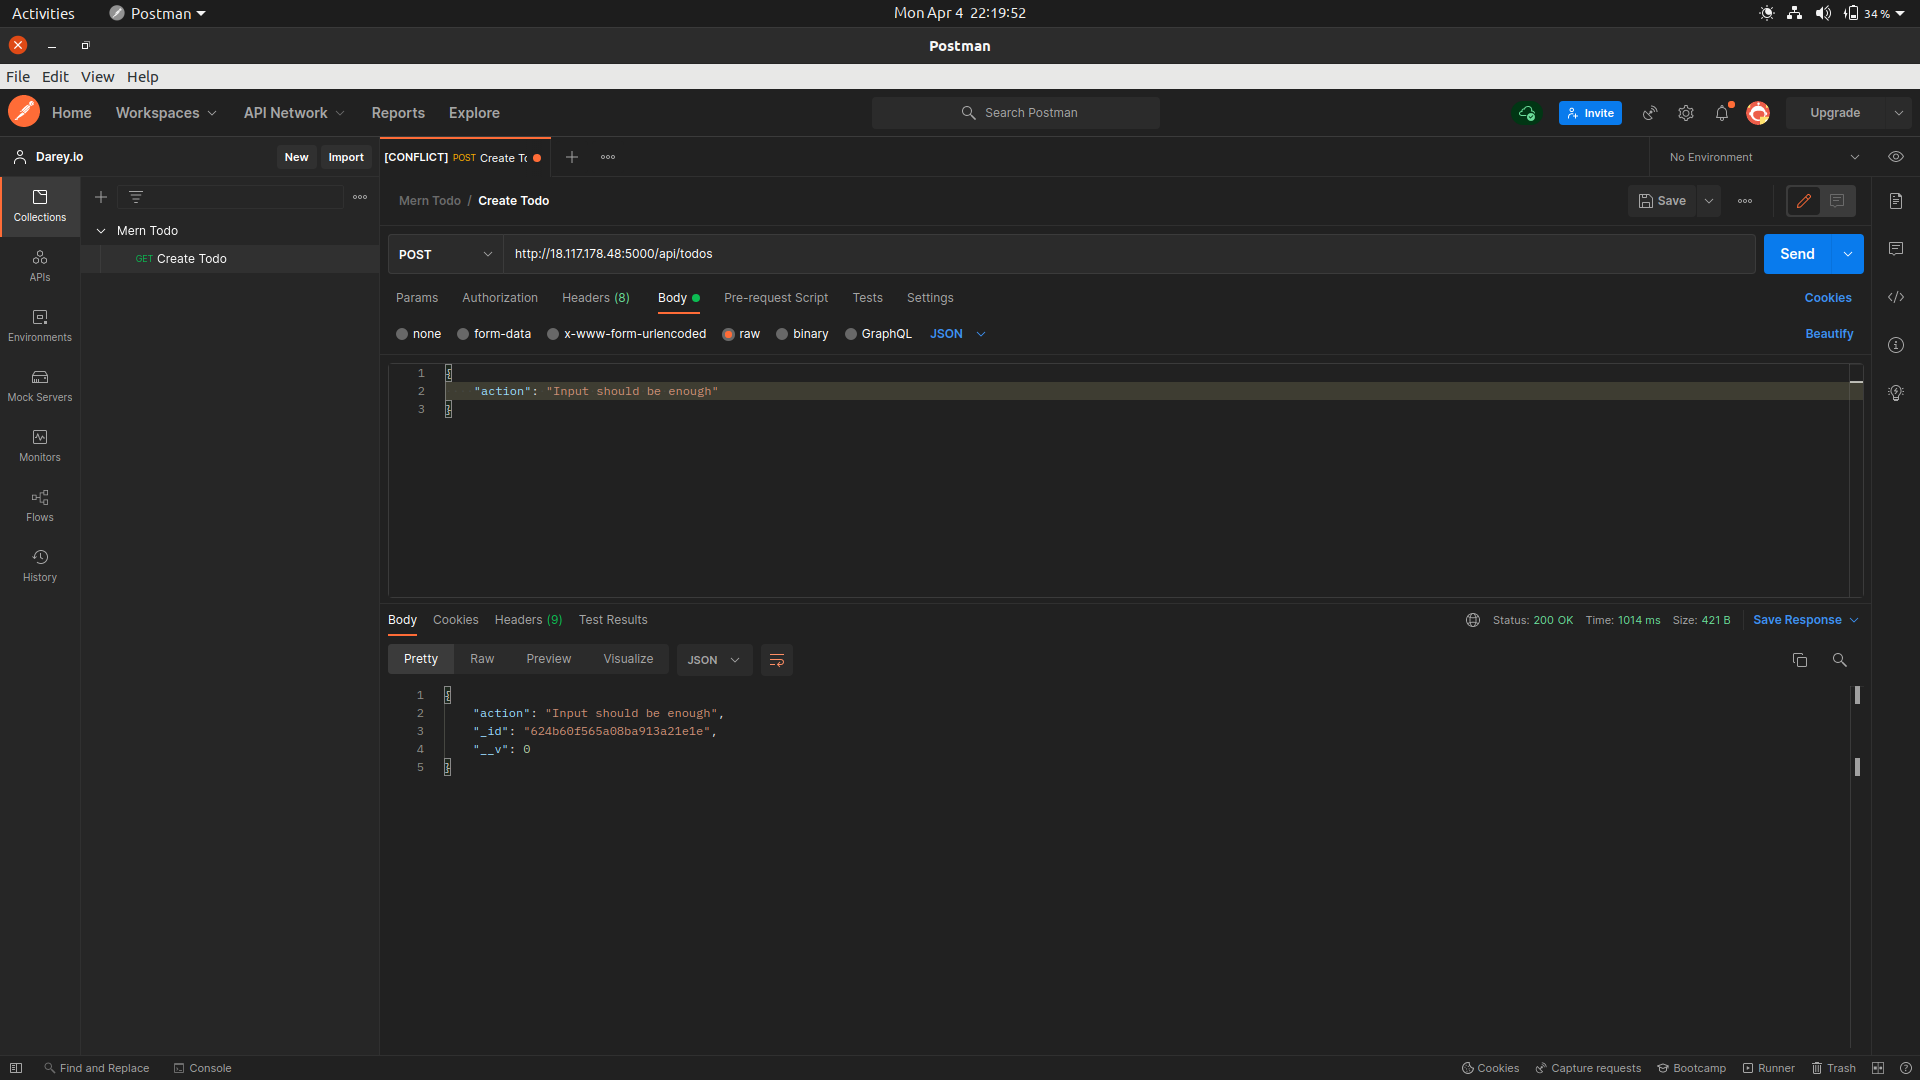 Activities Postman Mon Apr 4 22:19:52 34 %
Postman
File Edit View Help
Home Workspaces API Network Reports Explore Search Postman Invite Upgrade
Darey.Io New Import [CONFLICT] POST Create To No Environment
Collections
Mern Todo / Create Todo Save
Mern Todo
GET Create Todo
POST http://18.117.178.48:5000/api/todos Send
APIs
Params Authorization Headers (8) Body Pre-request Script Tests Settings Cookies
Environments
none form-data x-www-form-urlencoded raw binary GraphQL JSON Beautify
Mock Servers
Monitors
Flows
History
1 {
2 "action": "Input should be enough"
3 }
Body Cookies Headers (9) Test Results Status: 200 OK Time: 1014 ms Size: 421 B Save Response
Pretty Raw Preview Visualize JSON
1 {
2 "action": "Input should be enough",
3 "_id": "624b60f565a08ba913a21e1e",
4 "__v": 0
5 }
Find and Replace Console Cookies Capture requests Bootcamp Runner Trash